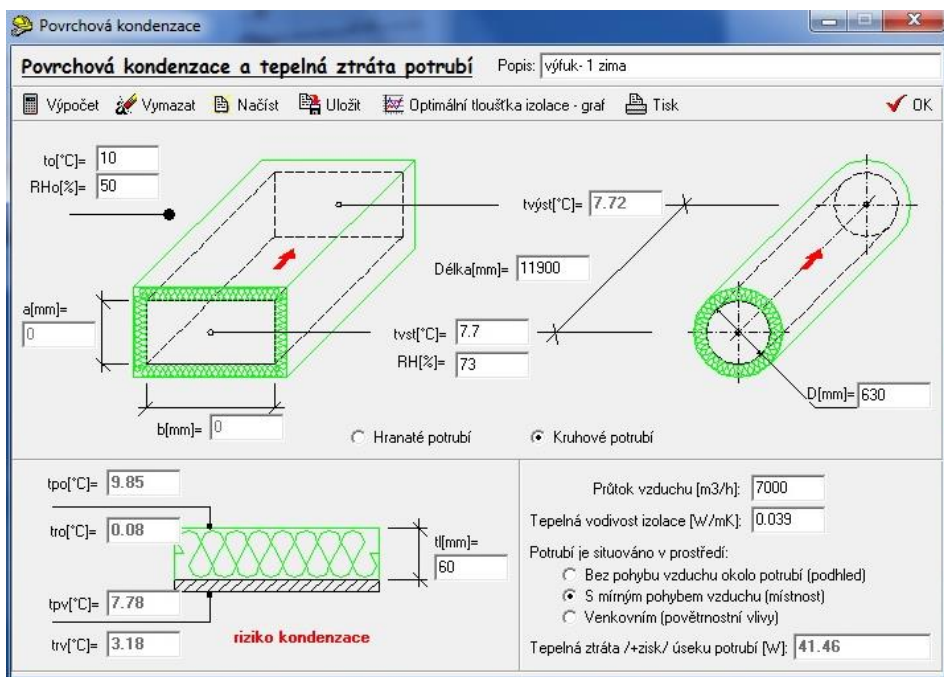 Povrchová kondenzace
Povrchová kondenzace a tepelná ztráta potrubí Popis: výfuk- 1 zima
Výpočet Vymazat Načíst Uložit Optimální tloušťka izolace - graf Tisk OK
to[°C]= 10
RHo[%]= 50
tvýst[°C]= 7.72
Délka[mm]= 11900
a[mm]=
0
tvst[°C]= 7.7
RH[%]= 73
D[mm]= 630
b[mm]= 0
Hranaté potrubí Kruhové potrubí
tpo[°C]= 9.85
tro[°C]= 0.08
tl[mm]=
60
tpv[°C]= 7.78
trv[°C]= 3.18
riziko kondenzace
Průtok vzduchu [m3/h]: 7000
Tepelná vodivost izolace [W/mK]: 0.039
Potrubí je situováno v prostředí:
Bez pohybu vzduchu okolo potrubí (podhled)
S mírným pohybem vzduchu (místnost)
Venkovním (povětrnostní vlivy)
Tepelná ztráta /+zisk/ úseku potrubí [W]: 41.46